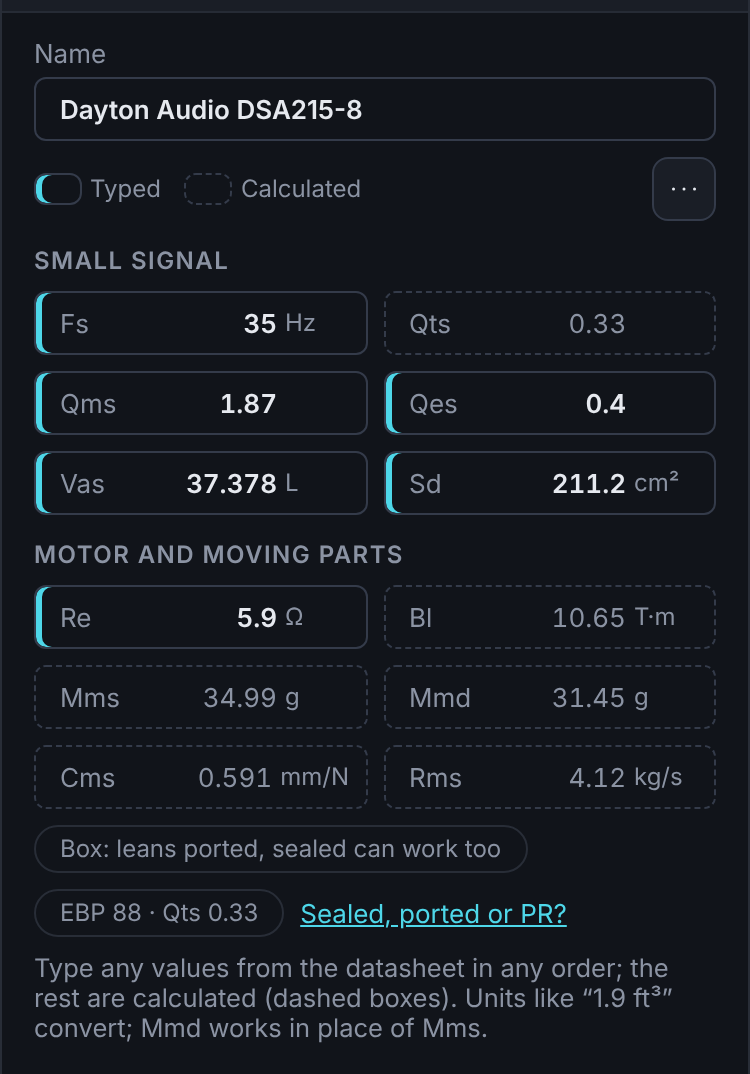 Name
Dayton Audio DSA215-8
Typed Calculated ...
SMALL SIGNAL
Fs 35 Hz Qts 0.33
Qms 1.87 Qes 0.4
Vas 37.378 L Sd 211.2 cm²
MOTOR AND MOVING PARTS
Re 5.9 Ω Bl 10.65 T·m
Mms 34.99 g Mmd 31.45 g
Cms 0.591 mm/N Rms 4.12 kg/s
Box: leans ported, sealed can work too
EBP 88 · Qts 0.33 Sealed, ported or PR?
Type any values from the datasheet in any order; the
rest are calculated (dashed boxes). Units like “1.9 ft³”
convert; Mmd works in place of Mms.